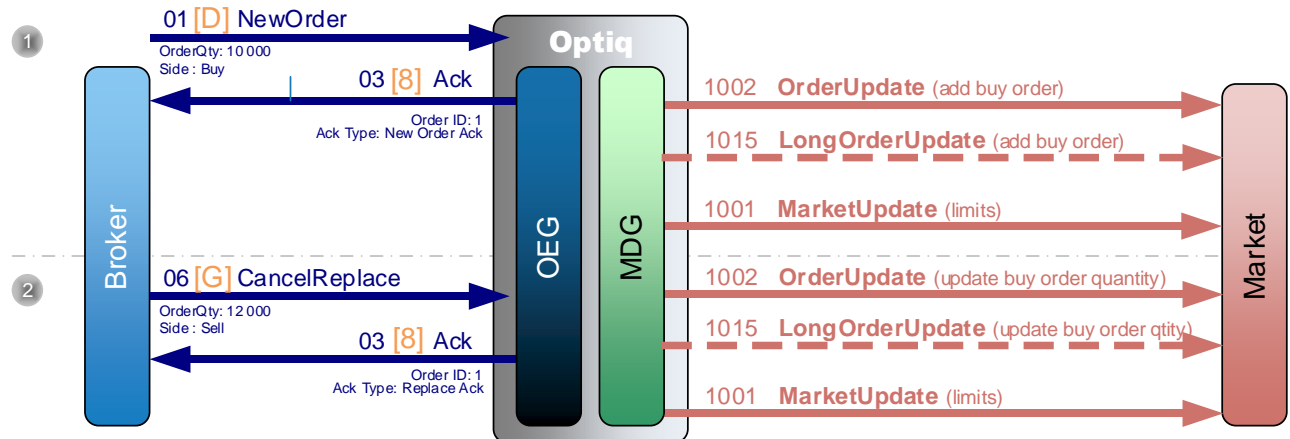 1
01 [D] NewOrder
OrderQty: 10 000
Side : Buy
03 [8] Ack
Order ID: 1
Ack Type: New Order Ack
Optiq
OEG
MDG
Broker
Market
1002 OrderUpdate (add buy order)
1015 LongOrderUpdate (add buy order)
1001 MarketUpdate (limits)
2
06 [G] CancelReplace
OrderQty: 12 000
Side : Sell
03 [8] Ack
Order ID: 1
Ack Type: Replace Ack
1002 OrderUpdate (update buy order quantity)
1015 LongOrderUpdate (update buy order qtity)
1001 MarketUpdate (limits)